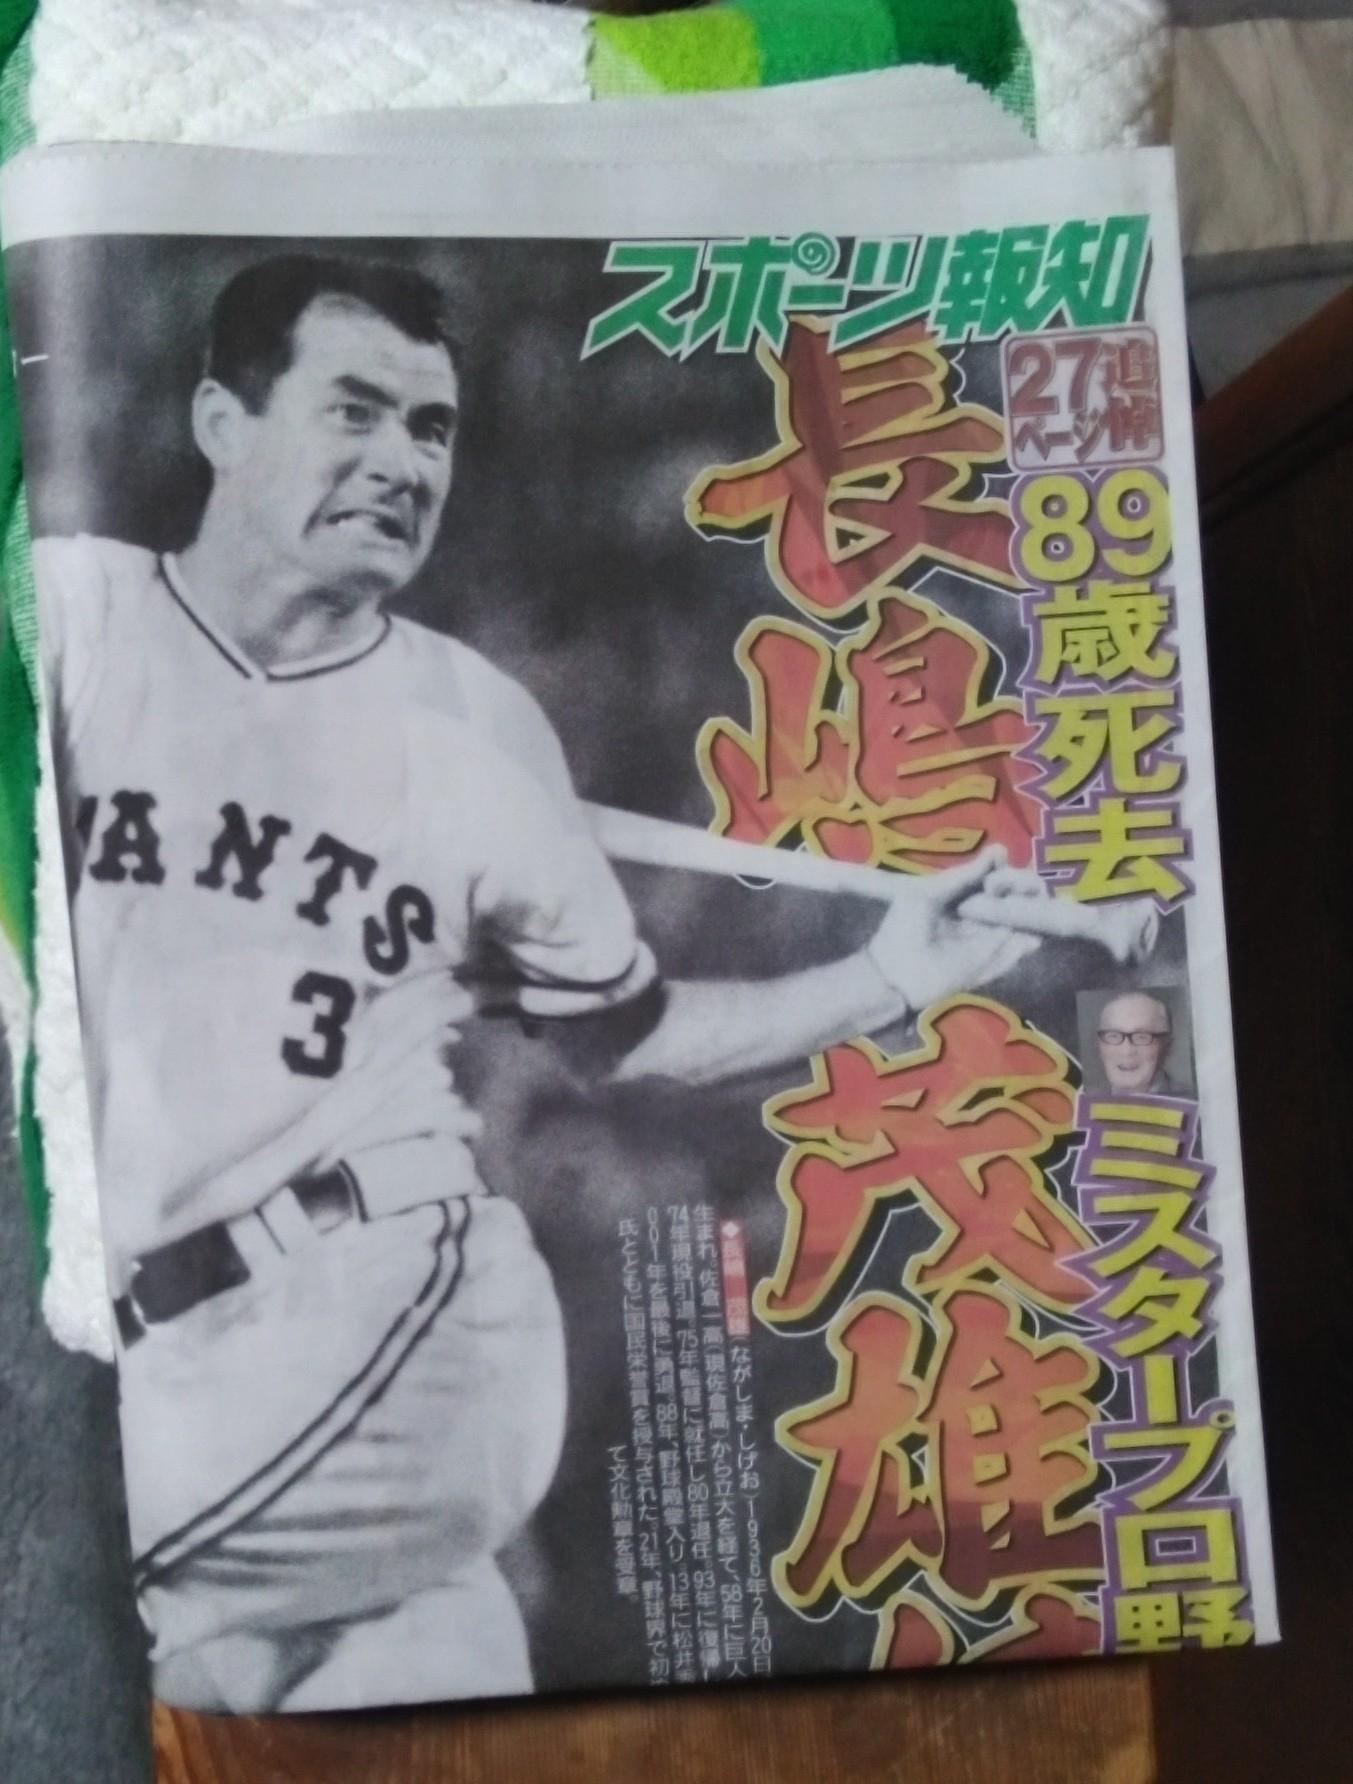 スポーツ報知
追悼
27
ページ
89歳死去
ミスタープロ野
長嶋茂雄
◆長嶋 茂雄(ながしま・しげお)1936年2月20日
生まれ。佐倉一高(現佐倉高)から立大を経て、58年に巨人
74年現役引退。75年監督に就任し80年退任。93年に復帰し
001年を最後に勇退。88年、野球殿堂入り。13年に松井秀
氏とともに国民栄誉賞を授与された。21年、野球界で初め
て文化勲章を受章。
ANTS
3